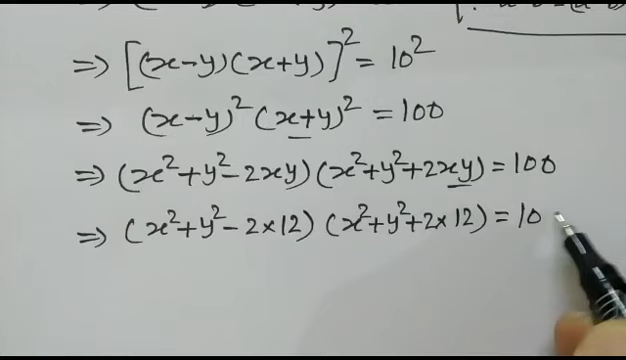 ⇒ [(x-y)(x+y)]² = 10²
⇒ (x-y)² (x+y)² = 100
⇒ (x²+y²-2xy)(x²+y²+2xy) = 100
⇒ (x²+y²-2×12) (x²+y²+2×12) = 10